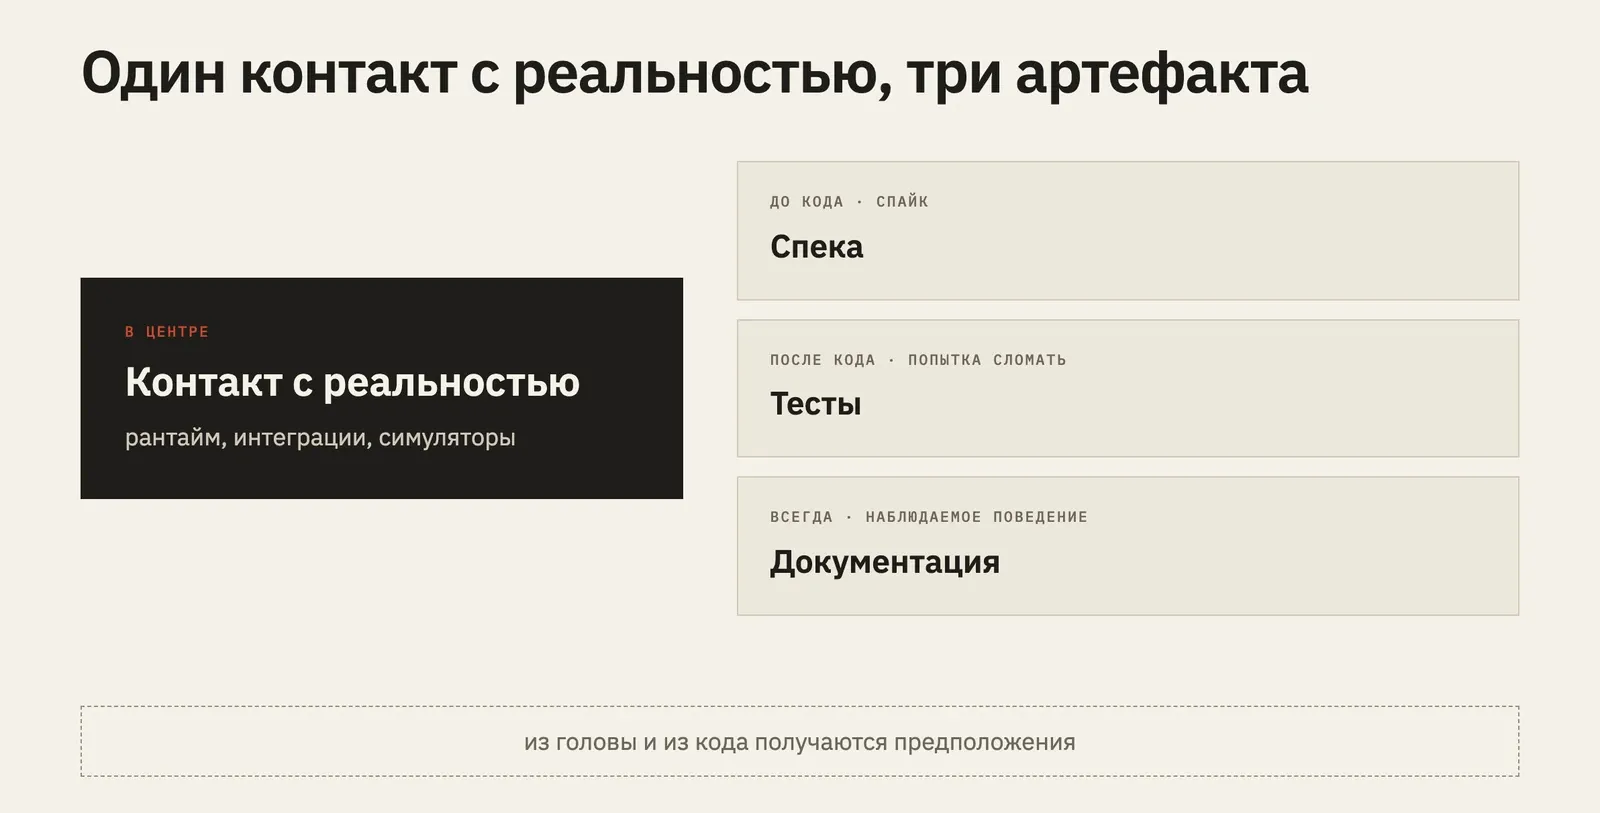 Один контакт с реальностью, три артефакта
В ЦЕНТРЕ
Контакт с реальностью
рантайм, интеграции, симуляторы
ДО КОДА · СПАЙК
Спека
ПОСЛЕ КОДА · ПОПЫТКА СЛОМАТЬ
Тесты
ВСЕГДА · НАБЛЮДАЕМОЕ ПОВЕДЕНИЕ
Документация
из головы и из кода получаются предположения